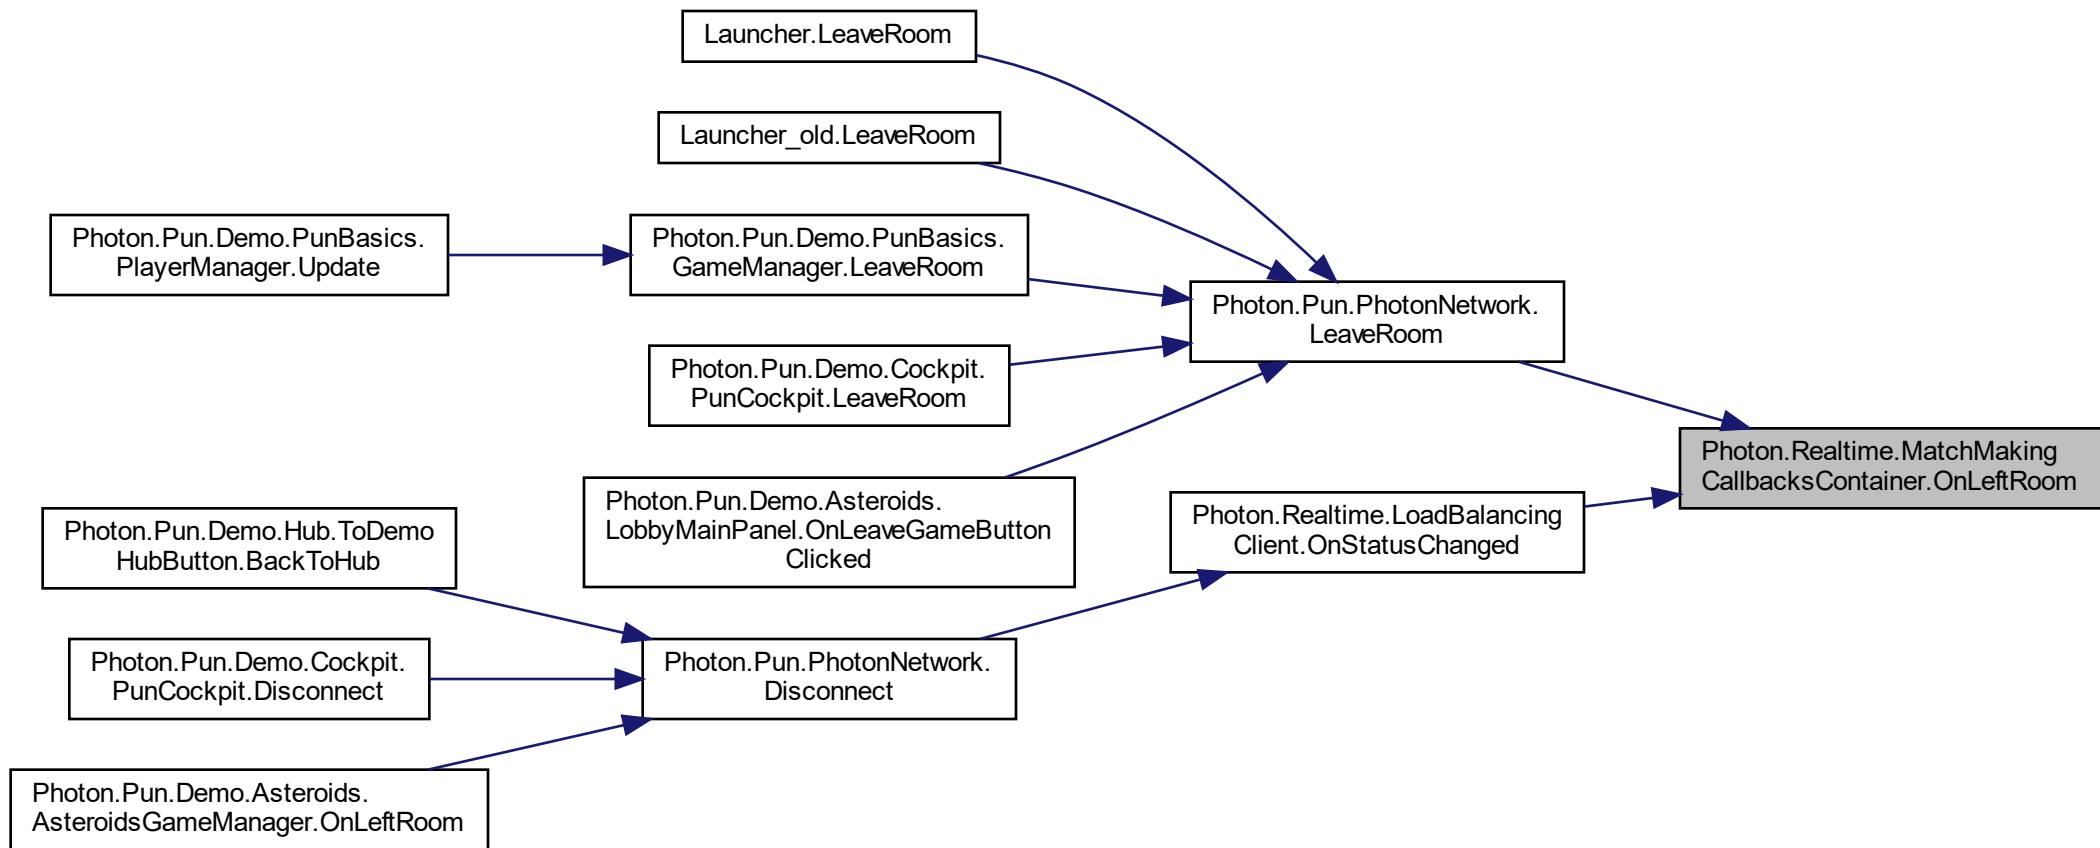 Launcher.LeaveRoom
Launcher_old.LeaveRoom
Photon.Pun.Demo.PunBasics.
PlayerManager.Update
Photon.Pun.Demo.PunBasics.
GameManager.LeaveRoom
Photon.Pun.PhotonNetwork.
LeaveRoom
Photon.Pun.Demo.Cockpit.
PunCockpit.LeaveRoom
Photon.Realtime.MatchMaking
CallbacksContainer.OnLeftRoom
Photon.Pun.Demo.Asteroids.
LobbyMainPanel.OnLeaveGameButton
Clicked
Photon.Realtime.LoadBalancing
Client.OnStatusChanged
Photon.Pun.Demo.Hub.ToDemo
HubButton.BackToHub
Photon.Pun.Demo.Cockpit.
PunCockpit.Disconnect
Photon.Pun.PhotonNetwork.
Disconnect
Photon.Pun.Demo.Asteroids.
AsteroidsGameManager.OnLeftRoom